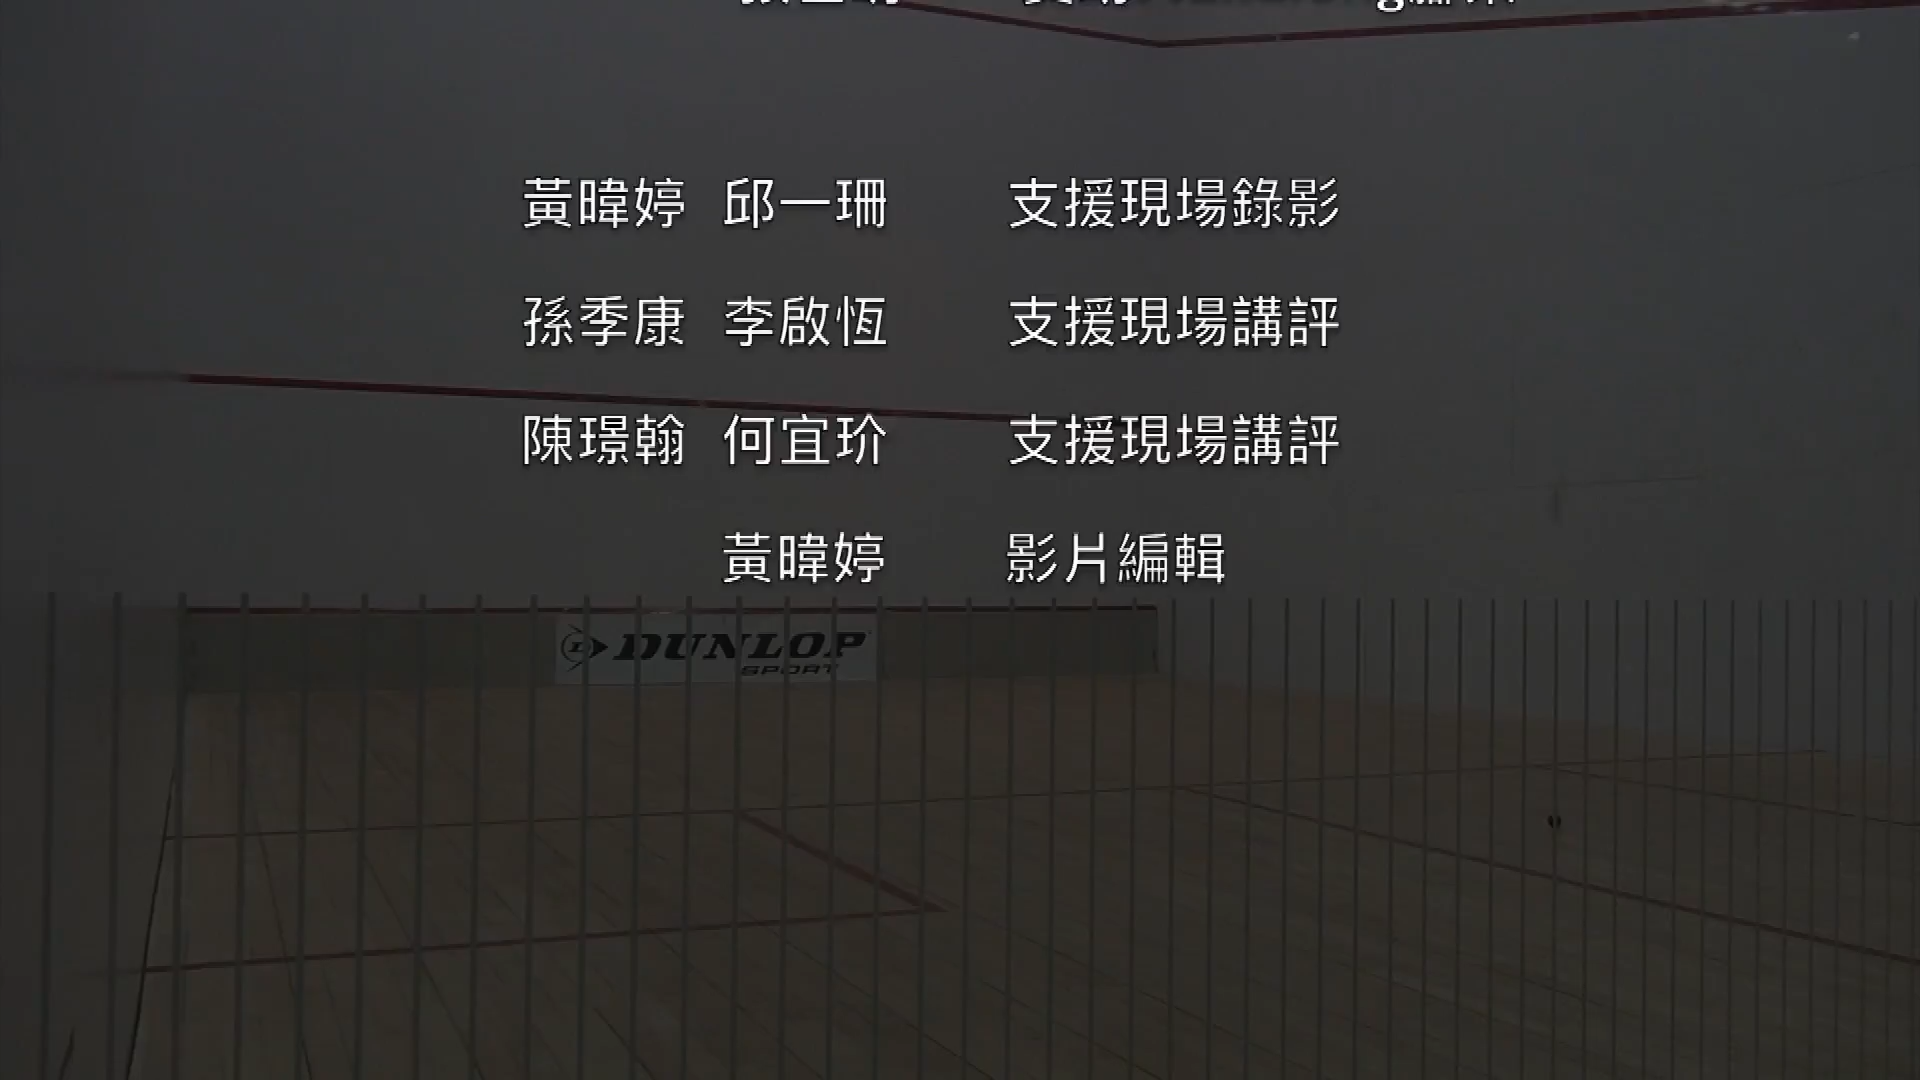 黃暐婷 邱一珊 支援現場錄影
孫季康 李啟恆 支援現場講評
陳璟翰 何宜玠 支援現場講評
黃暐婷 影片編輯
DUNLOP
SPORT